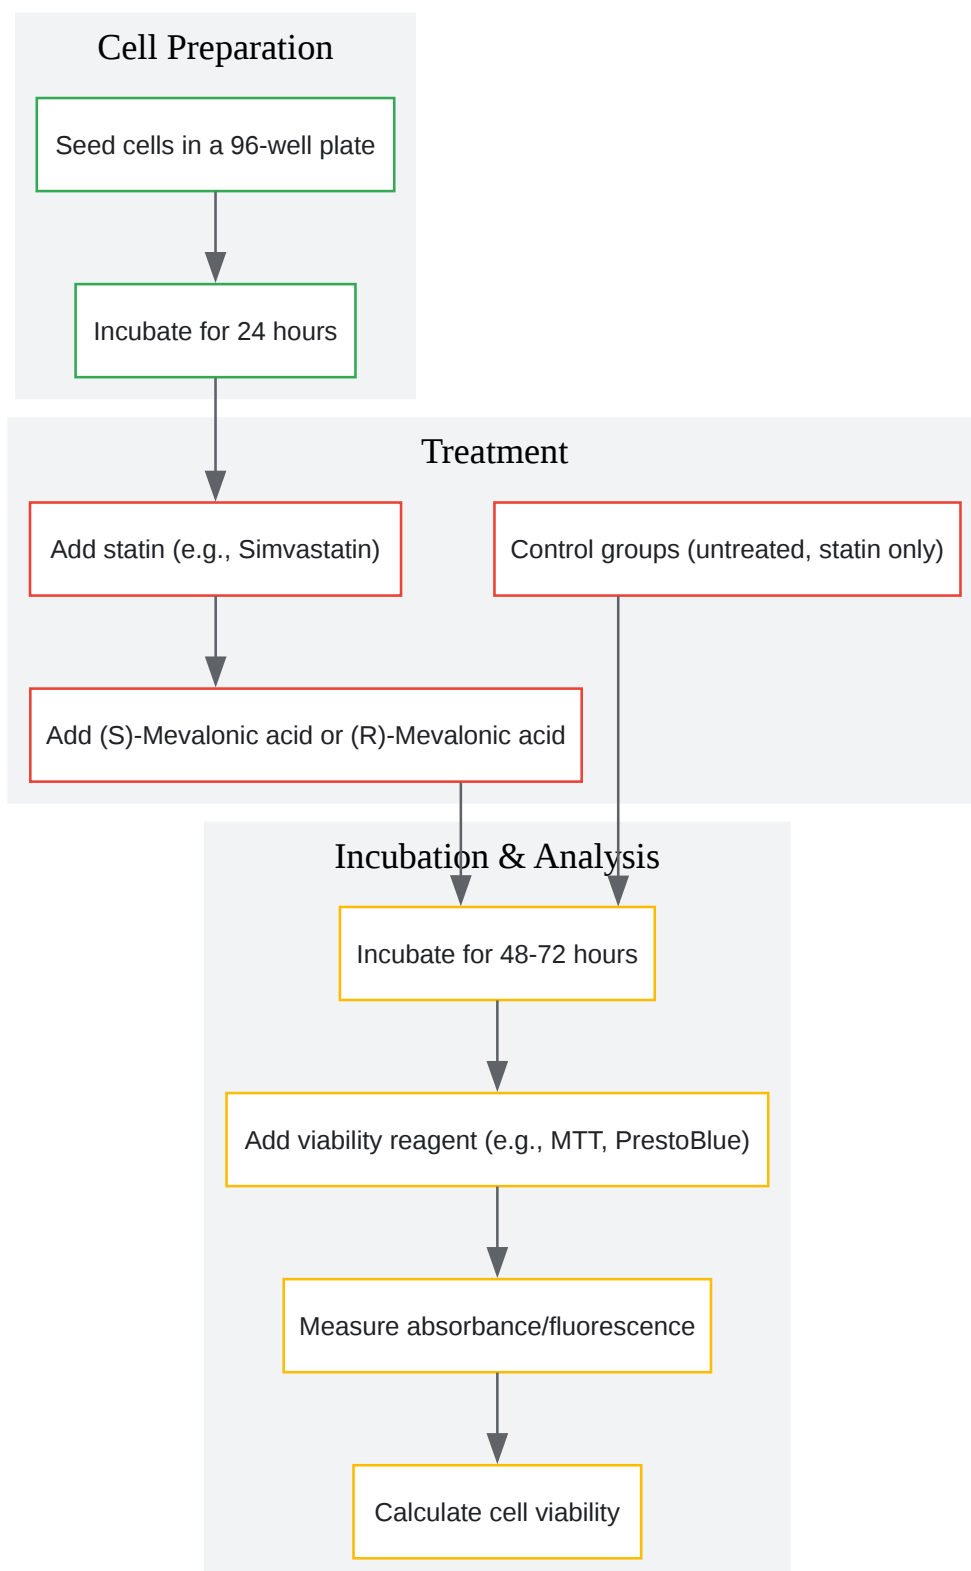 Cell Preparation
Seed cells in a 96-well plate
Incubate for 24 hours
Treatment
Add statin (e.g., Simvastatin)
Control groups (untreated, statin only)
Add (S)-Mevalonic acid or (R)-Mevalonic acid
Incubation & Analysis
Incubate for 48-72 hours
Add viability reagent (e.g., MTT, PrestoBlue)
Measure absorbance/fluorescence
Calculate cell viability